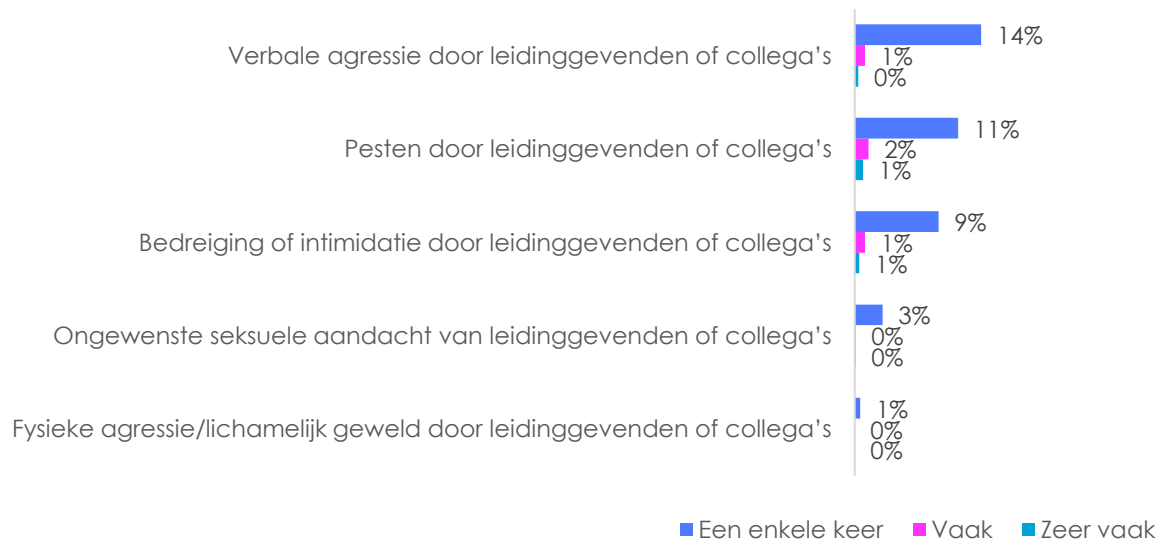 Verbale agressie door leidinggevenden of collega's
14%
1%
0%
Pesten door leidinggevenden of collega's
11%
2%
1%
Bedreiging of intimidatie door leidinggevenden of collega's
9%
1%
1%
Ongewenste seksuele aandacht van leidinggevenden of collega's
3%
0%
0%
Fysieke agressie/lichamelijk geweld door leidinggevenden of collega's
1%
0%
0%
Een enkele keer Vaak Zeer vaak